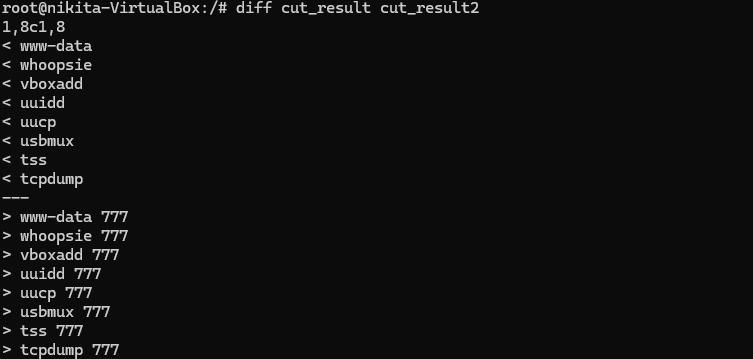 root@nikita-VirtualBox:/# diff cut_result cut_result2
1,8c1,8
< www-data
< whoopsie
< vboxadd
< uuidd
< uucp
< usbmux
< tss
< tcpdump
---
> www-data 777
> whoopsie 777
> vboxadd 777
> uuidd 777
> uucp 777
> usbmux 777
> tss 777
> tcpdump 777